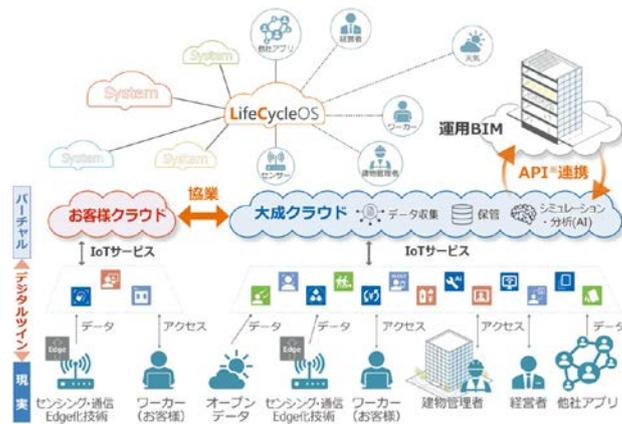 他社アプリ
経営者
天気
System
System
System
System
LifeCycleOS
ワーカー
センサー
建物管理者
運用BIM
API※連携
バーチャル
デジタルツイン
現実
お客様クラウド
協業
大成クラウド
データ収集
保管
シミュレーション
・分析(AI)
IoTサービス
IoTサービス
データ
アクセス
データ
データ
アクセス
アクセス
データ
Edge
Edge
センシング・通信
Edge化技術
ワーカー
(お客様)
オープン
データ
センシング・通信
Edge化技術
ワーカー
(お客様)
建物管理者
経営者
他社アプリ